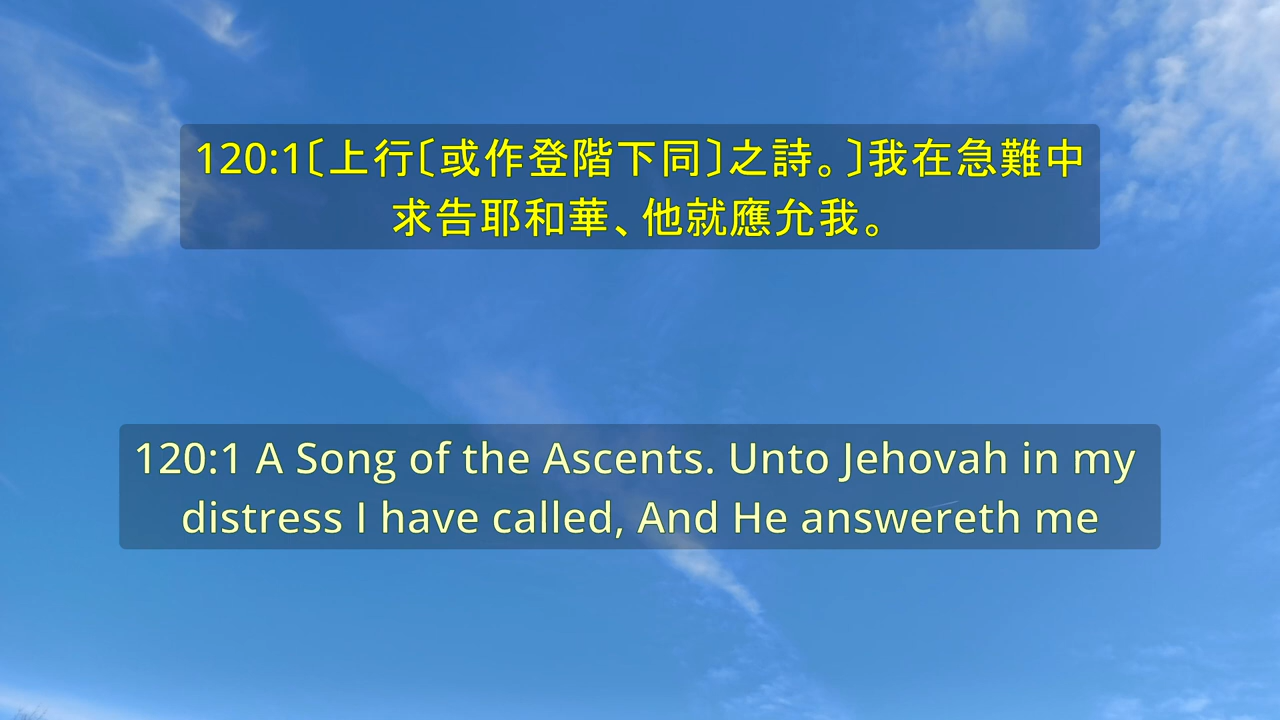 120:1〔上行〔或作登階下同〕之詩。〕我在急難中
求告耶和華、他就應允我。
120:1 A Song of the Ascents. Unto Jehovah in my
distress I have called, And He answereth me